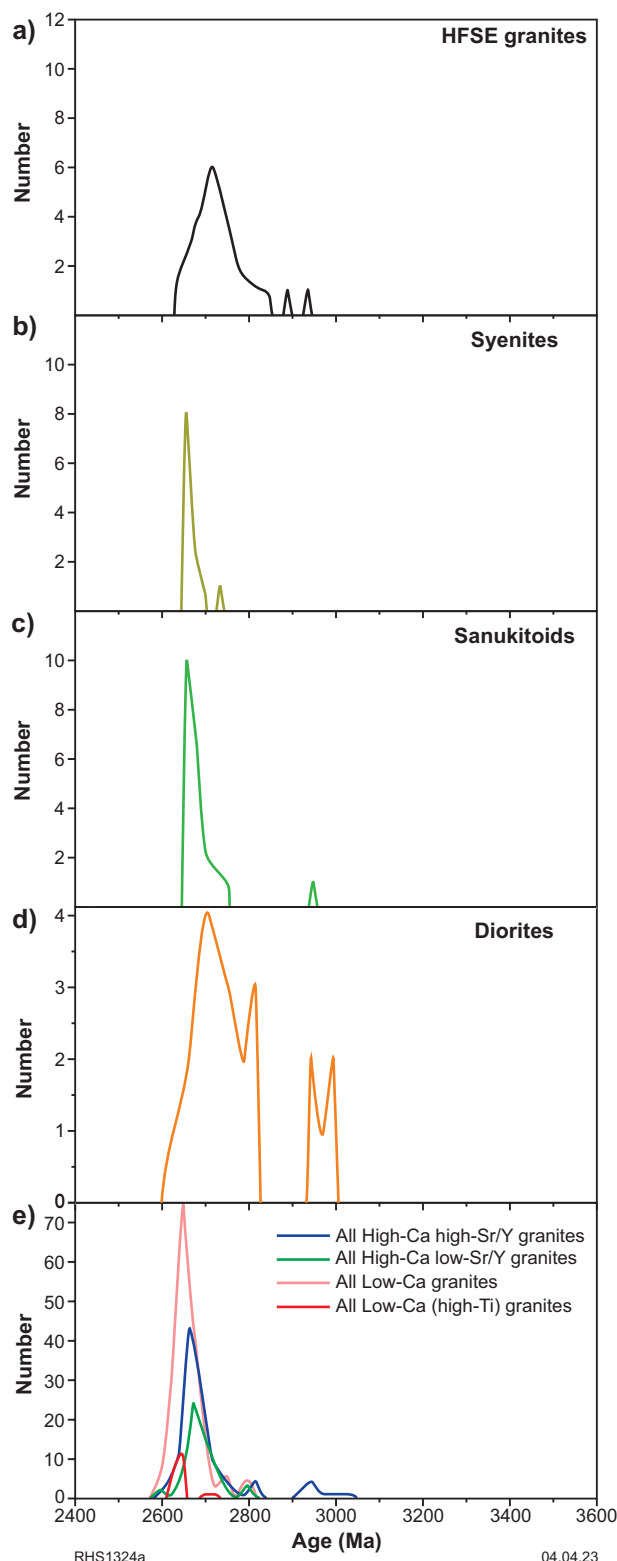 a)
HFSE granites
12
10
8
6
4
2
Number
b)
Syenites
10
8
6
4
2
Number
c)
Sanukitoids
10
8
6
4
2
Number
d)
Diorites
4
3
2
1
0
Number
e)
All High-Ca high-Sr/Y granites
All High-Ca low-Sr/Y granites
All Low-Ca granites
All Low-Ca (high-Ti) granites
70
60
50
40
30
20
10
0
Number
2400 2600 2800 3000 3200 3400 3600
Age (Ma)
RHS1324a 04.04.23